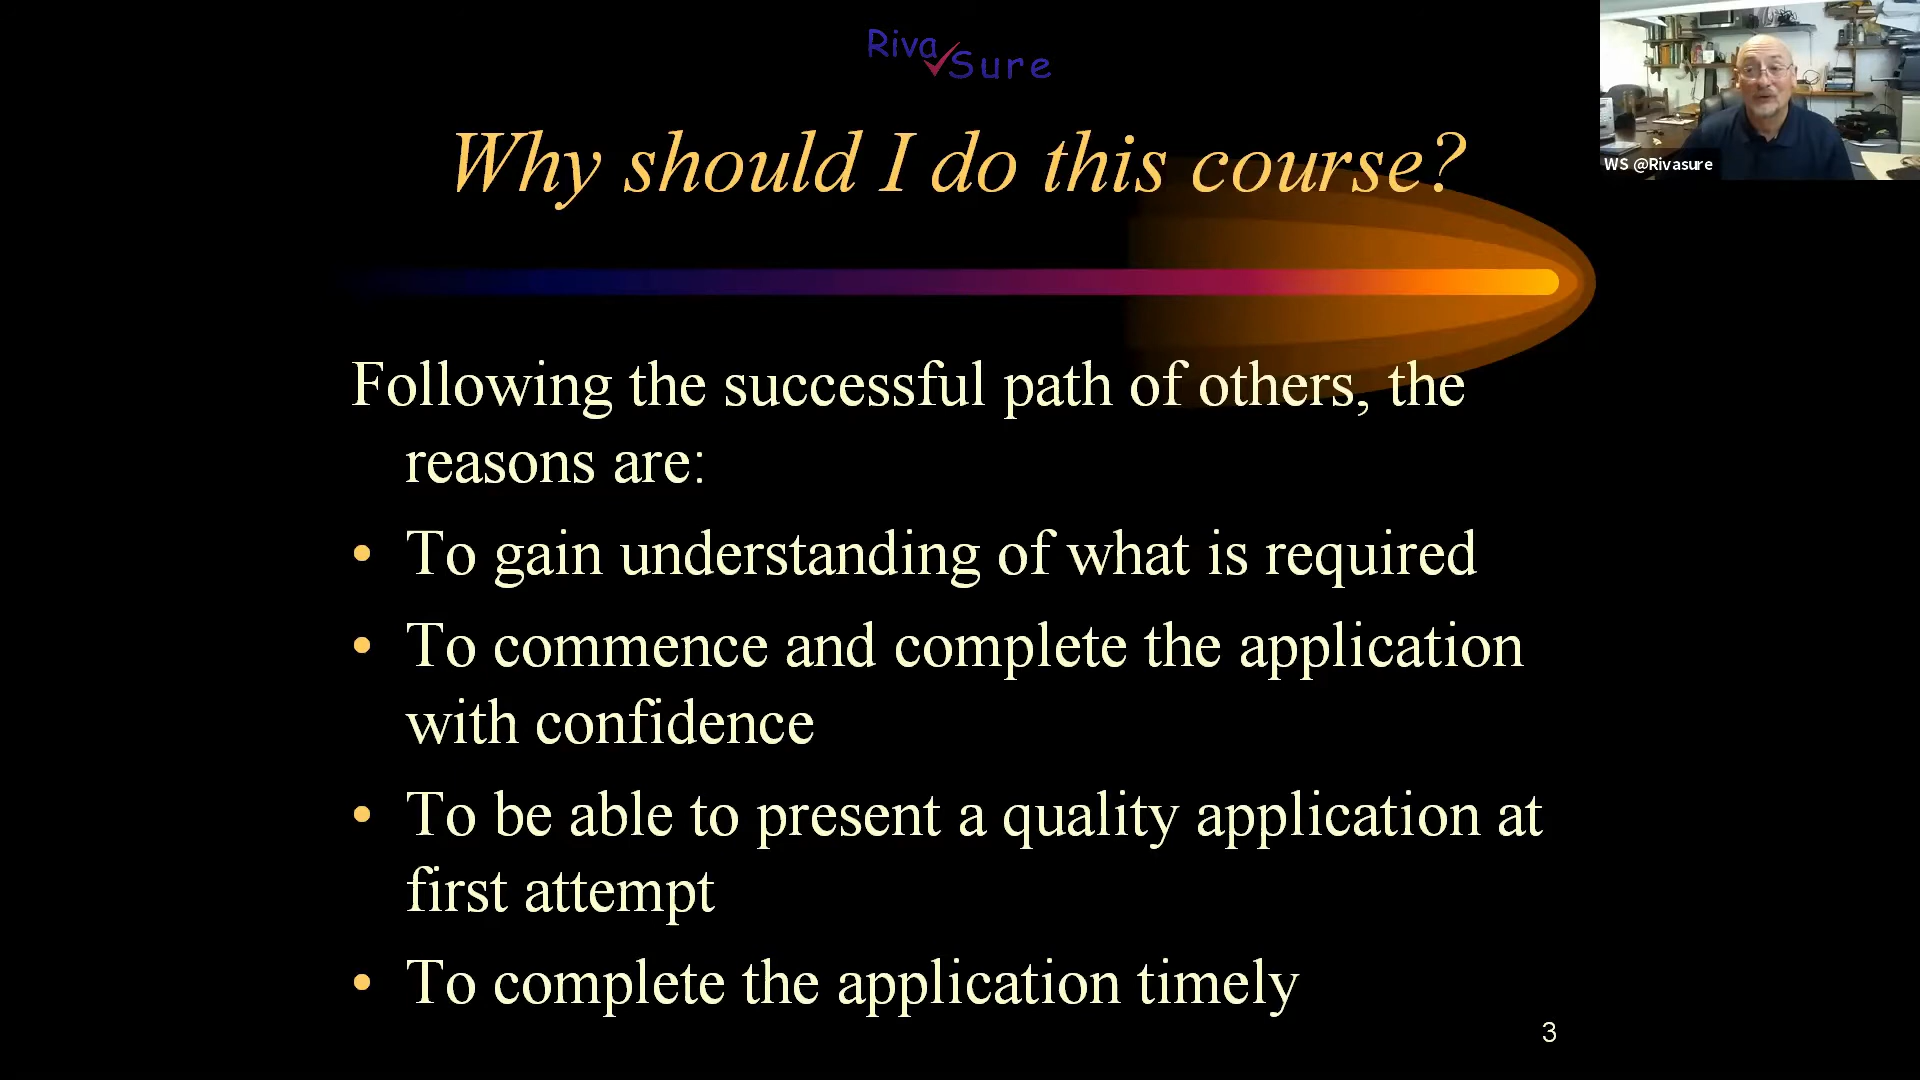 Riva Sure
WS @Rivasure
Why should I do this course?
Following the successful path of others, the
reasons are:
• To gain understanding of what is required
• To commence and complete the application
with confidence
• To be able to present a quality application at
first attempt
• To complete the application timely
3